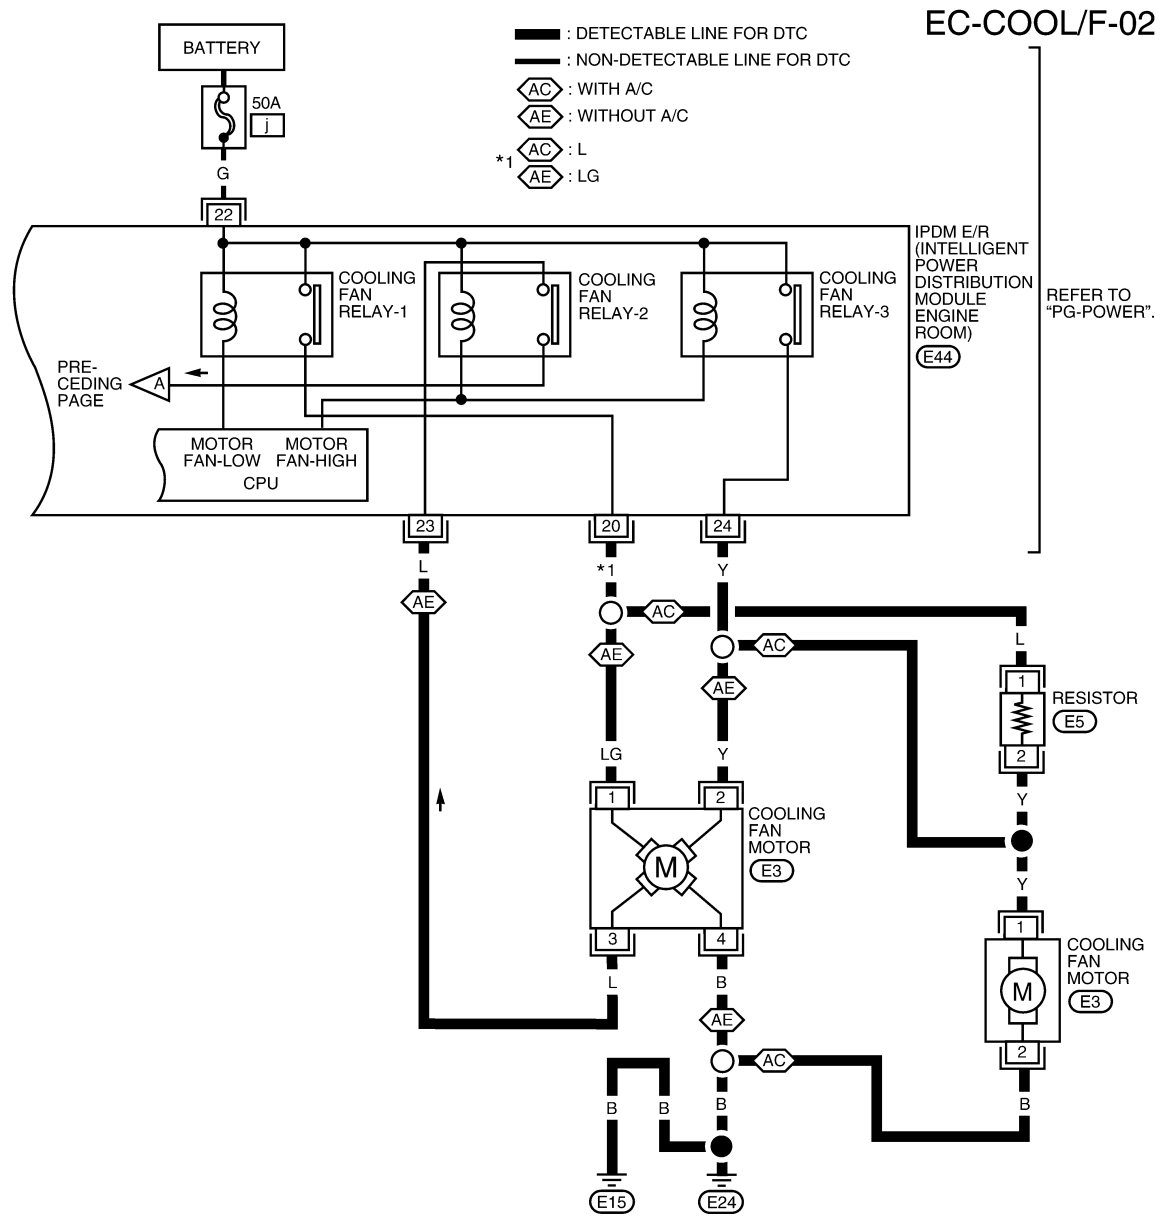 EC-COOL/F-02
BATTERY
50A
j
G
22
: DETECTABLE LINE FOR DTC
: NON-DETECTABLE LINE FOR DTC
AC : WITH A/C
AE : WITHOUT A/C
*1
AC : L
AE : LG
IPDM E/R
(INTELLIGENT
POWER
DISTRIBUTION
MODULE
ENGINE
ROOM)
E44
REFER TO
"PG-POWER".
COOLING
FAN
RELAY-1
COOLING
FAN
RELAY-2
COOLING
FAN
RELAY-3
PRE-
CEDING
PAGE
A
MOTOR
FAN-LOW
MOTOR
FAN-HIGH
CPU
23
20
24
L
*1
Y
AE
AC
AE
AC
AE
L
1
RESISTOR
E5
2
Y
Y
LG
Y
1
2
COOLING
FAN
MOTOR
E3
M
3
4
L
B
AE
AC
1
COOLING
FAN
MOTOR
E3
M
2
B
B
B
B
E15
E24